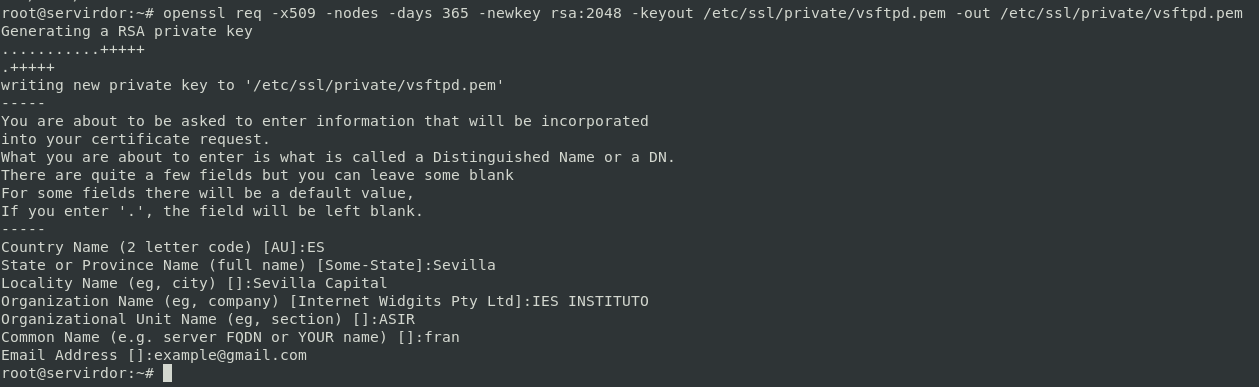 root@servirdor:~# openssl req -x509 -nodes -days 365 -newkey rsa:2048 -keyout /etc/ssl/private/vsftpd.pem -out /etc/ssl/private/vsftpd.pem
Generating a RSA private key
...........+++++
.+++++
writing new private key to '/etc/ssl/private/vsftpd.pem'
-----
You are about to be asked to enter information that will be incorporated
into your certificate request.
What you are about to enter is what is called a Distinguished Name or a DN.
There are quite a few fields but you can leave some blank
For some fields there will be a default value,
If you enter '.', the field will be left blank.
-----
Country Name (2 letter code) [AU]:ES
State or Province Name (full name) [Some-State]:Sevilla
Locality Name (eg, city) []:Sevilla Capital
Organization Name (eg, company) [Internet Widgits Pty Ltd]:IES INSTITUTO
Organizational Unit Name (eg, section) []:ASIR
Common Name (e.g. server FQDN or YOUR name) []:fran
Email Address []:example@gmail.com
root@servirdor:~#